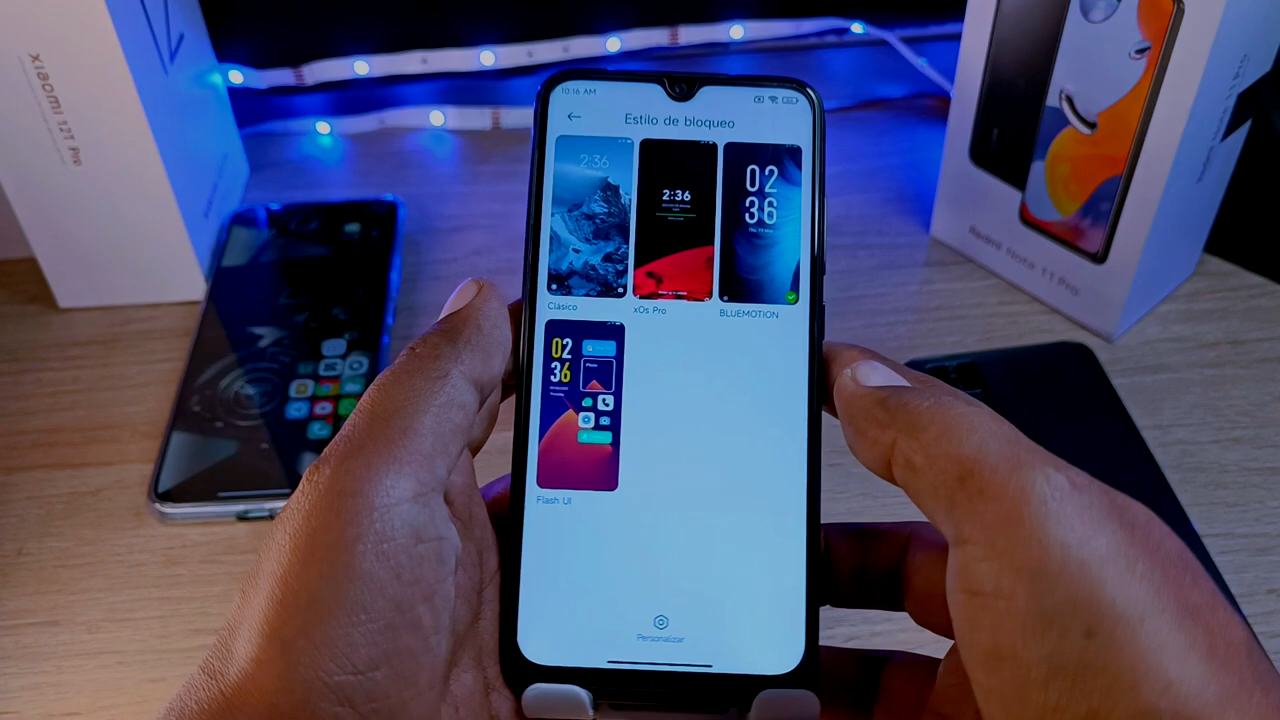 Xiaomi 12T Pro
10:16 AM
Estilo de bloqueo
2:36
2:36
02
36
Clásico
xOs Pro
BLUEMOTION
02
36
Photo
Flash UI
Personalizar
Redmi Note 11 Pro